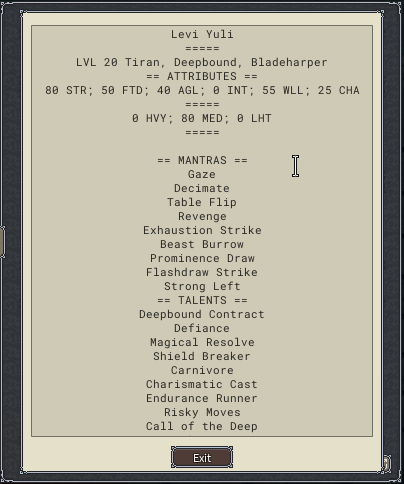 Levi Yuli
=====
LVL 20 Tiran, Deepbound, Bladeharper
== ATTRIBUTES ==
80 STR; 50 FTD; 40 AGL; 0 INT; 55 WLL; 25 CHA
=====
0 HVY; 80 MED; 0 LHT
=====
== MANTRAS ==
Gaze
Decimate
Table Flip
Revenge
Exhaustion Strike
Beast Burrow
Prominence Draw
Flashdraw Strike
Strong Left
== TALENTS ==
Deepbound Contract
Defiance
Magical Resolve
Shield Breaker
Carnivore
Charismatic Cast
Endurance Runner
Risky Moves
Call of the Deep
Exit